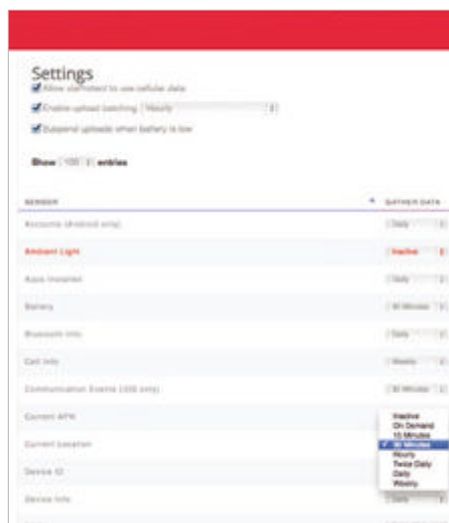 Settings
Allow user/client to use cellular data
Enable upload batching Hourly
Suspend uploads when battery is low
Show 100 entries
SENSOR GATHER DATA
Accounts (Android only) Daily
Ambient Light Inactive
Apps Installed Daily
Battery 30 Minutes
Bluetooth Info Daily
Cell Info Weekly
Communication Events (iOS only) 30 Minutes
Current APN
Inactive
On Demand
15 Minutes
30 Minutes
Hourly
Twice Daily
Daily
Weekly
Current Location
Device ID
Device Info Daily